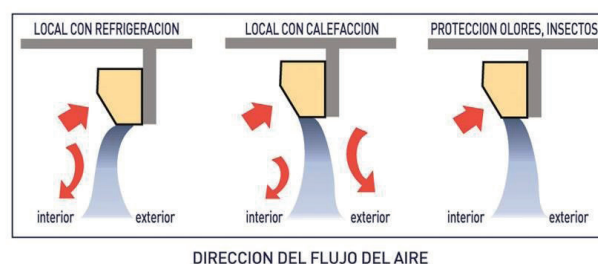 LOCAL CON REFRIGERACION
LOCAL CON CALEFACCION
PROTECCION OLORES, INSECTOS
interior exterior
interior exterior
interior exterior
DIRECCION DEL FLUJO DEL AIRE